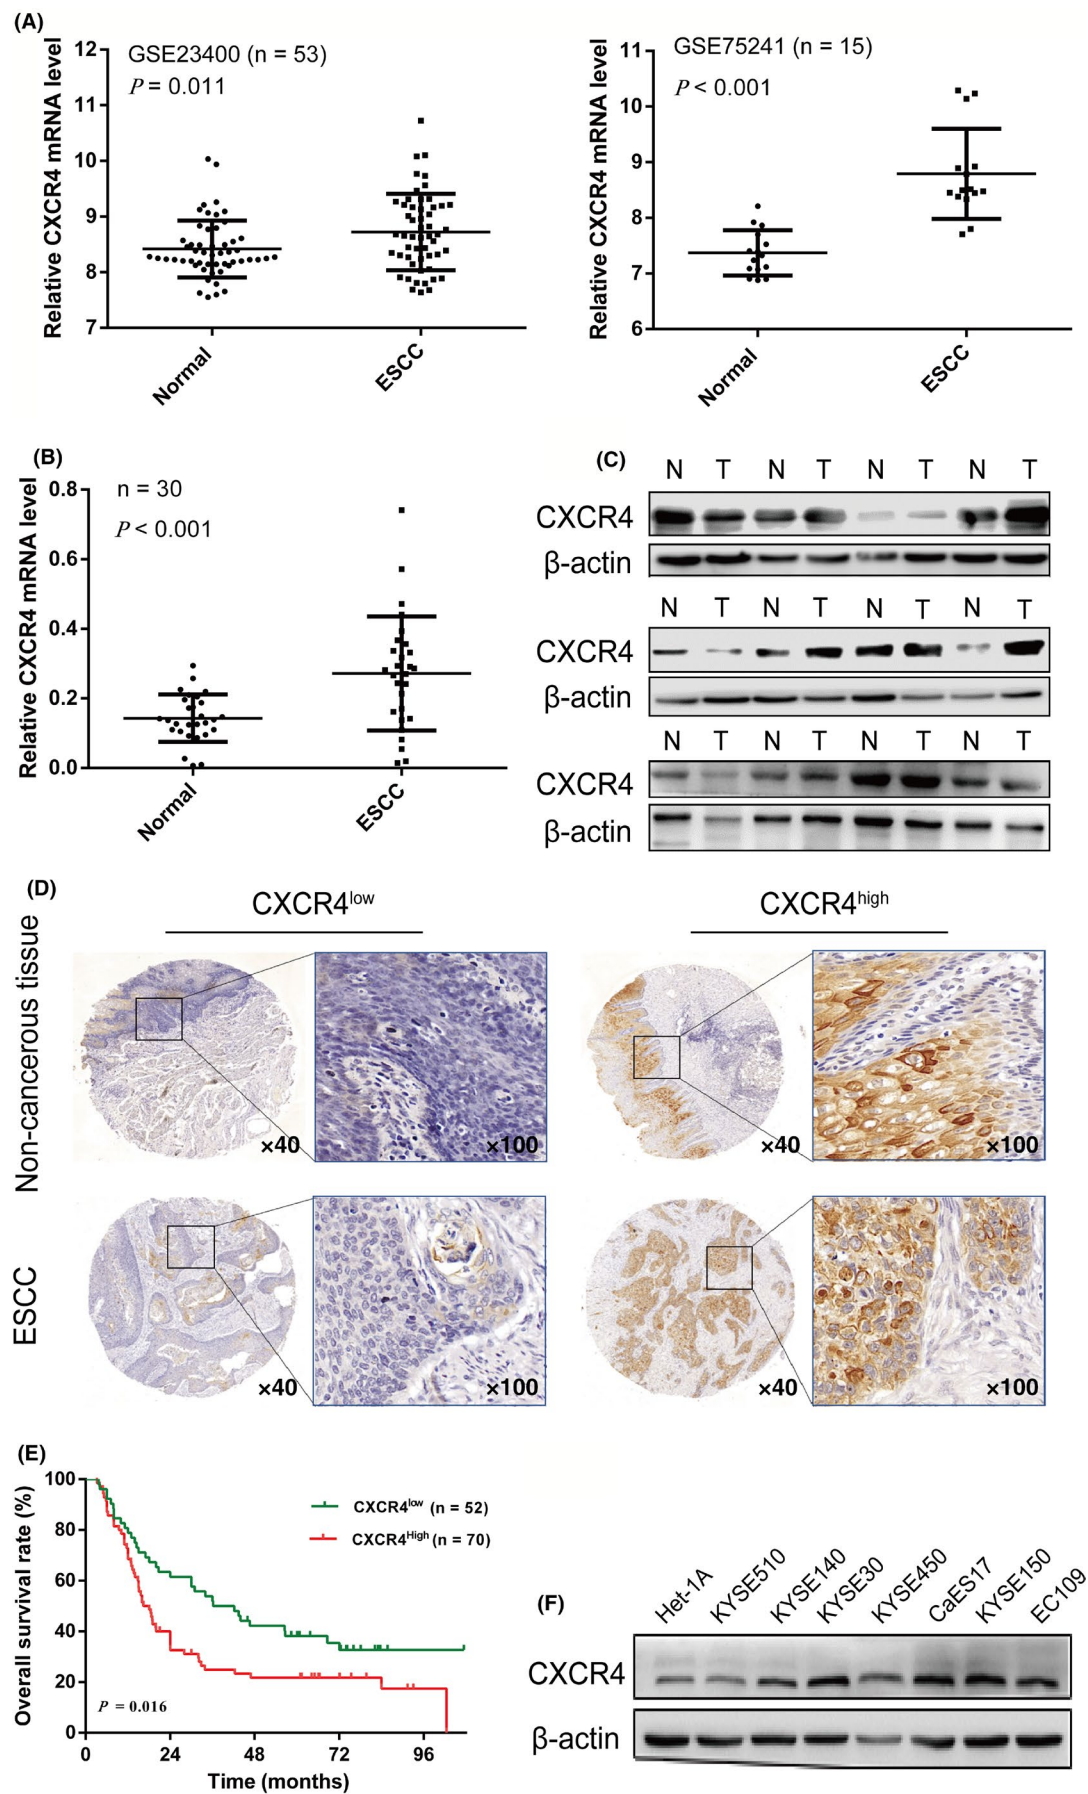 (A)
Relative CXCR4 mRNA level
12
11
10
9
8
7
GSE23400 (n = 53)
P = 0.011
Normal
ESCC
Relative CXCR4 mRNA level
11
10
9
8
7
6
GSE75241 (n = 15)
P < 0.001
Normal
ESCC
(B)
Relative CXCR4 mRNA level
0.8
0.6
0.4
0.2
0.0
n = 30
P < 0.001
Normal
ESCC
(C)
N T N T N T N T
CXCR4
β-actin
N T N T N T N T
CXCR4
β-actin
N T N T N T N T
CXCR4
β-actin
(D)
CXCR4low
CXCR4high
Non-cancerous tissue
×40
×100
×40
×100
ESCC
×40
×100
×40
×100
(E)
Overall survival rate (%)
100
80
60
40
20
0
CXCR4low (n = 52)
CXCR4High (n = 70)
P = 0.016
0 24 48 72 96
Time (months)
(F)
Het-1A KYSE510 KYSE140 KYSE30 KYSE450 CaES17 KYSE150 EC109
CXCR4
β-actin